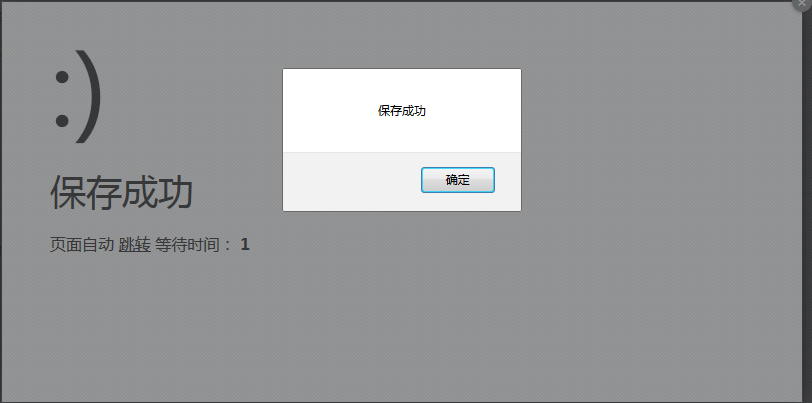 :)
保存成功
页面自动 跳转 等待时间： 1
保存成功
确定